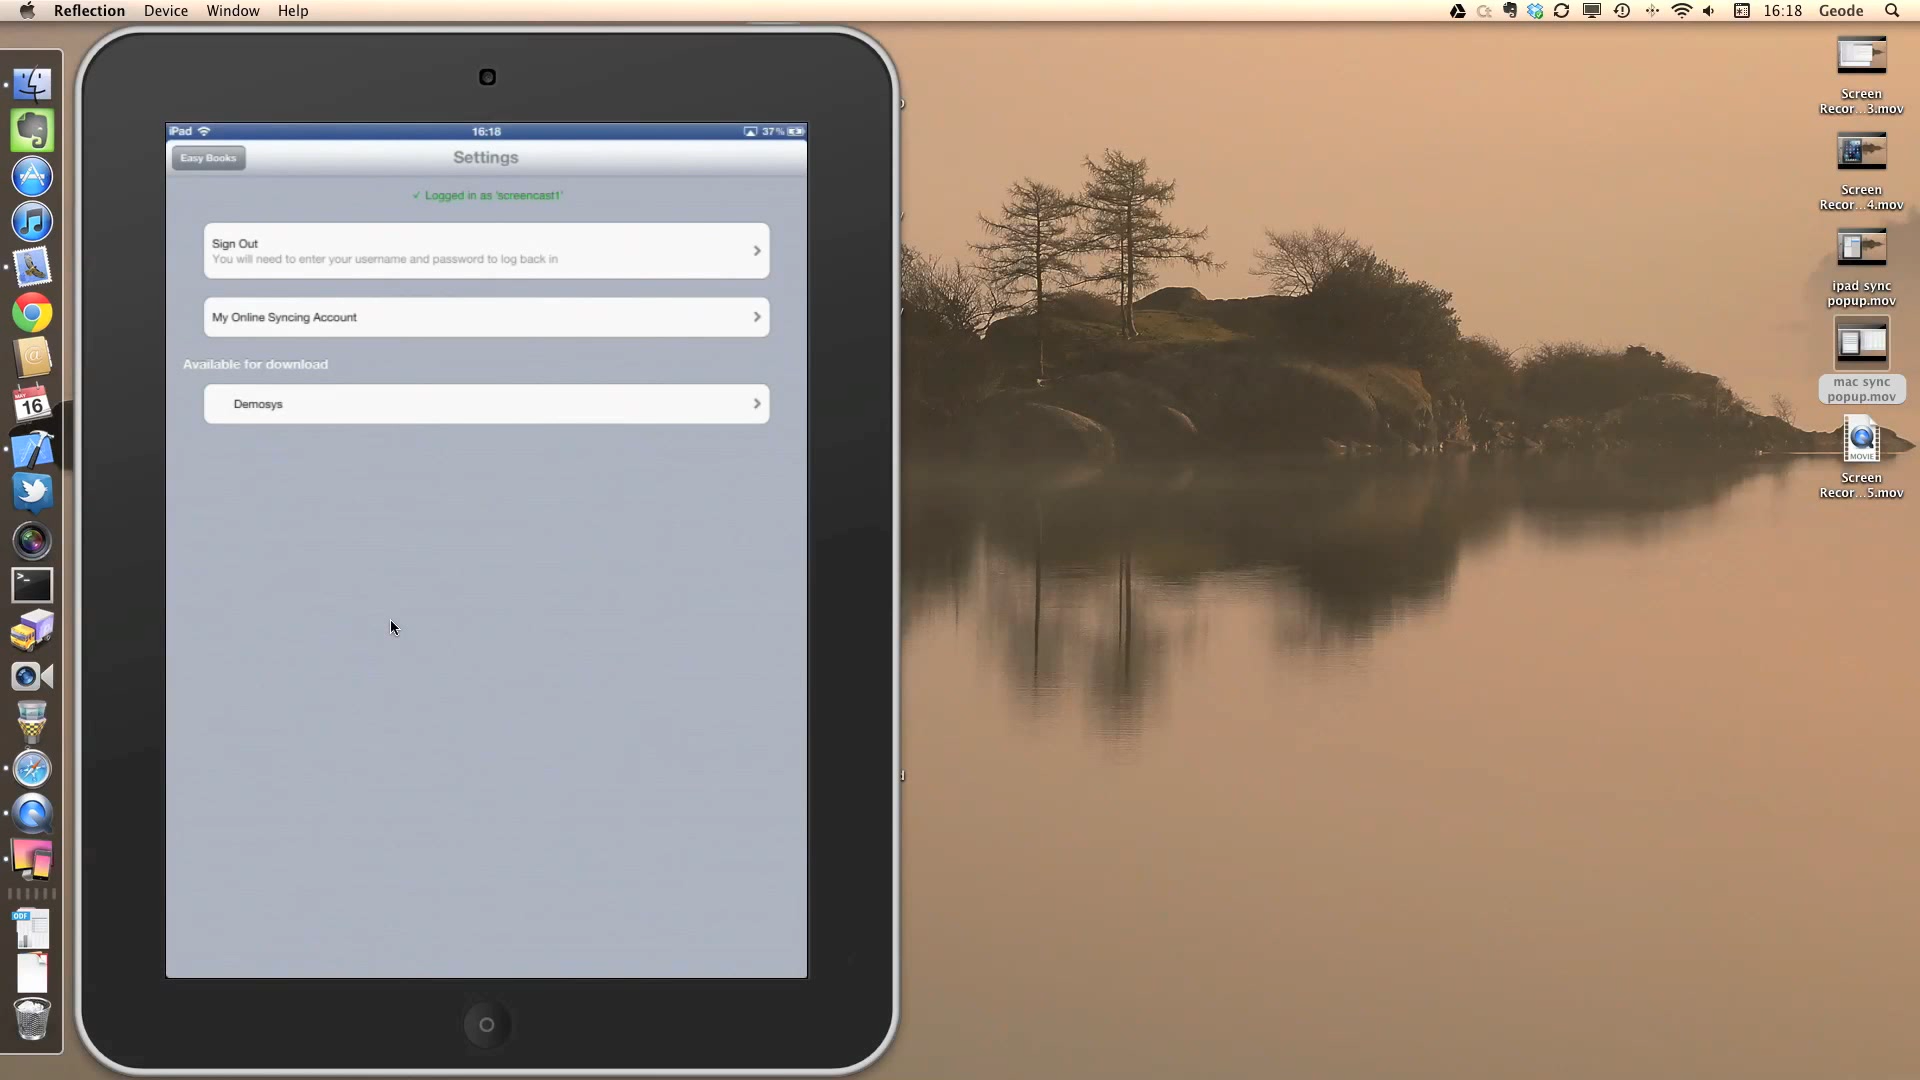 Reflection Device Window Help
16:18 Geode
iPad 16:18 37%
Easy Books Settings
✓ Logged in as 'screencast1'
Sign Out
You will need to enter your username and password to log back in
My Online Syncing Account
Available for download
Demosys
Screen
Recor...3.mov
Screen
Recor...4.mov
ipad sync
popup.mov
mac sync
popup.mov
MOVIE
Screen
Recor...5.mov
MAY
16
ODF